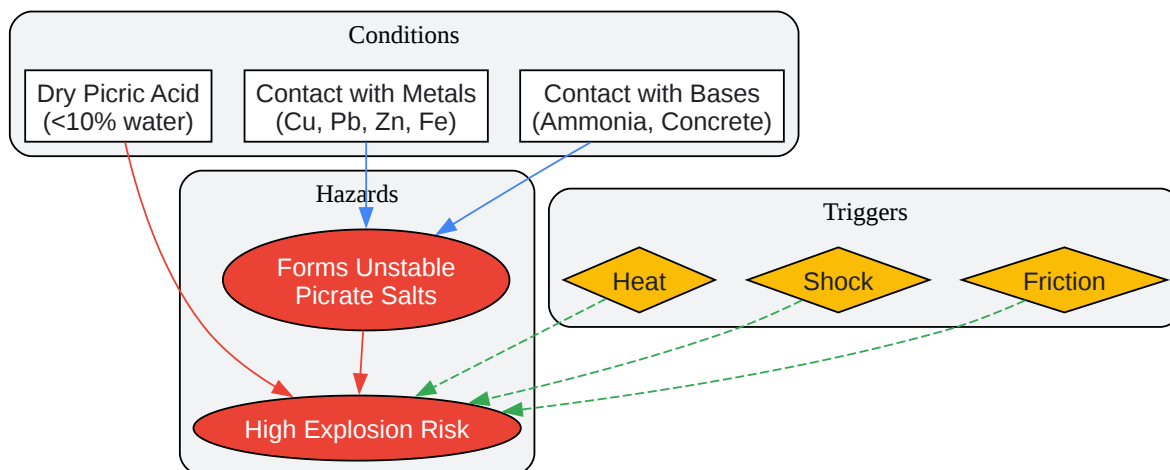 Conditions
Dry Picric Acid
(<10% water)
Contact with Metals
(Cu, Pb, Zn, Fe)
Contact with Bases
(Ammonia, Concrete)
Hazards
Forms Unstable
Picrate Salts
High Explosion Risk
Triggers
Heat
Shock
Friction